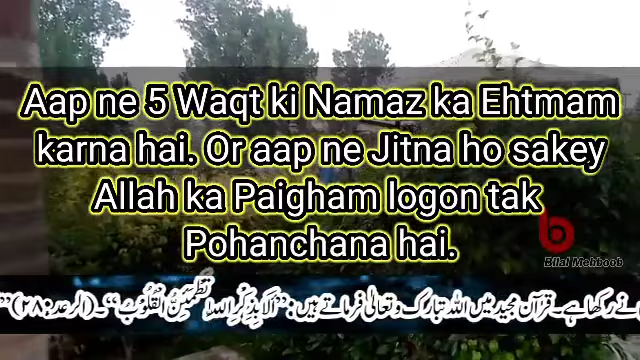 Aap ne 5 Waqt ki Namaz ka Ehtmam
karna hai. Or aap ne Jitna ho sakey
Allah ka Paigham logon tak
Pohanchana hai.
b
Bilal Mehboob
نے رکھا ہے۔ قرآن مجید میں اللہ تبارک و تعالیٰ فرماتے ہیں: ’’اَلَا بِذِکْرِ اللہِ تَطْمَئِنُّ الْقُلُوْبُ‘‘۔ (الرعد: ۲۸)’’